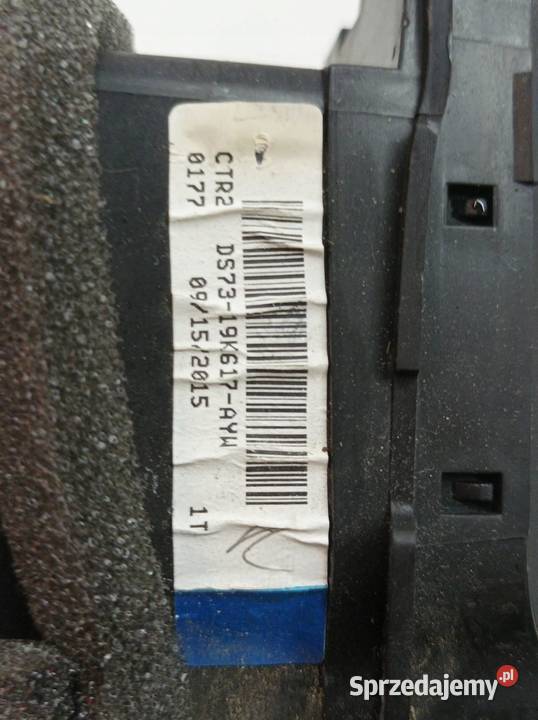 CTR2 DS73-19K617-AYW
0177 09/15/2015 1T
Sprzedajemy.pl